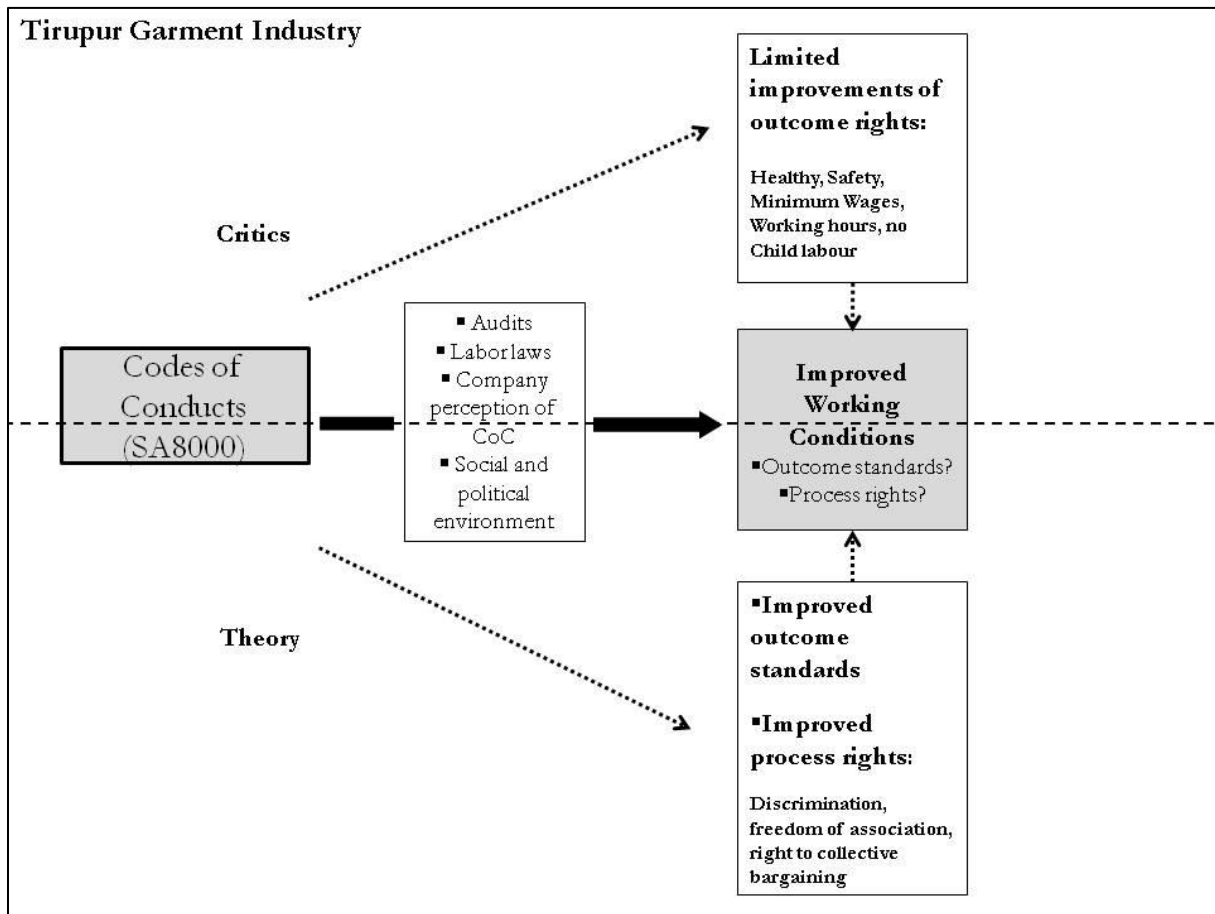 Tirupur Garment Industry
Limited
improvements of
outcome rights:
Healthy, Safety,
Minimum Wages,
Working hours, no
Child labour
Critics
▪ Audits
▪ Labor laws
▪ Company
perception of
CoC
▪ Social and
political
environment
Codes of
Conducts
(SA8000)
Improved
Working
Conditions
▪Outcome standards?
▪Process rights?
Theory
▪Improved
outcome
standards
▪Improved
process rights:
Discrimination,
freedom of association,
right to collective
bargaining